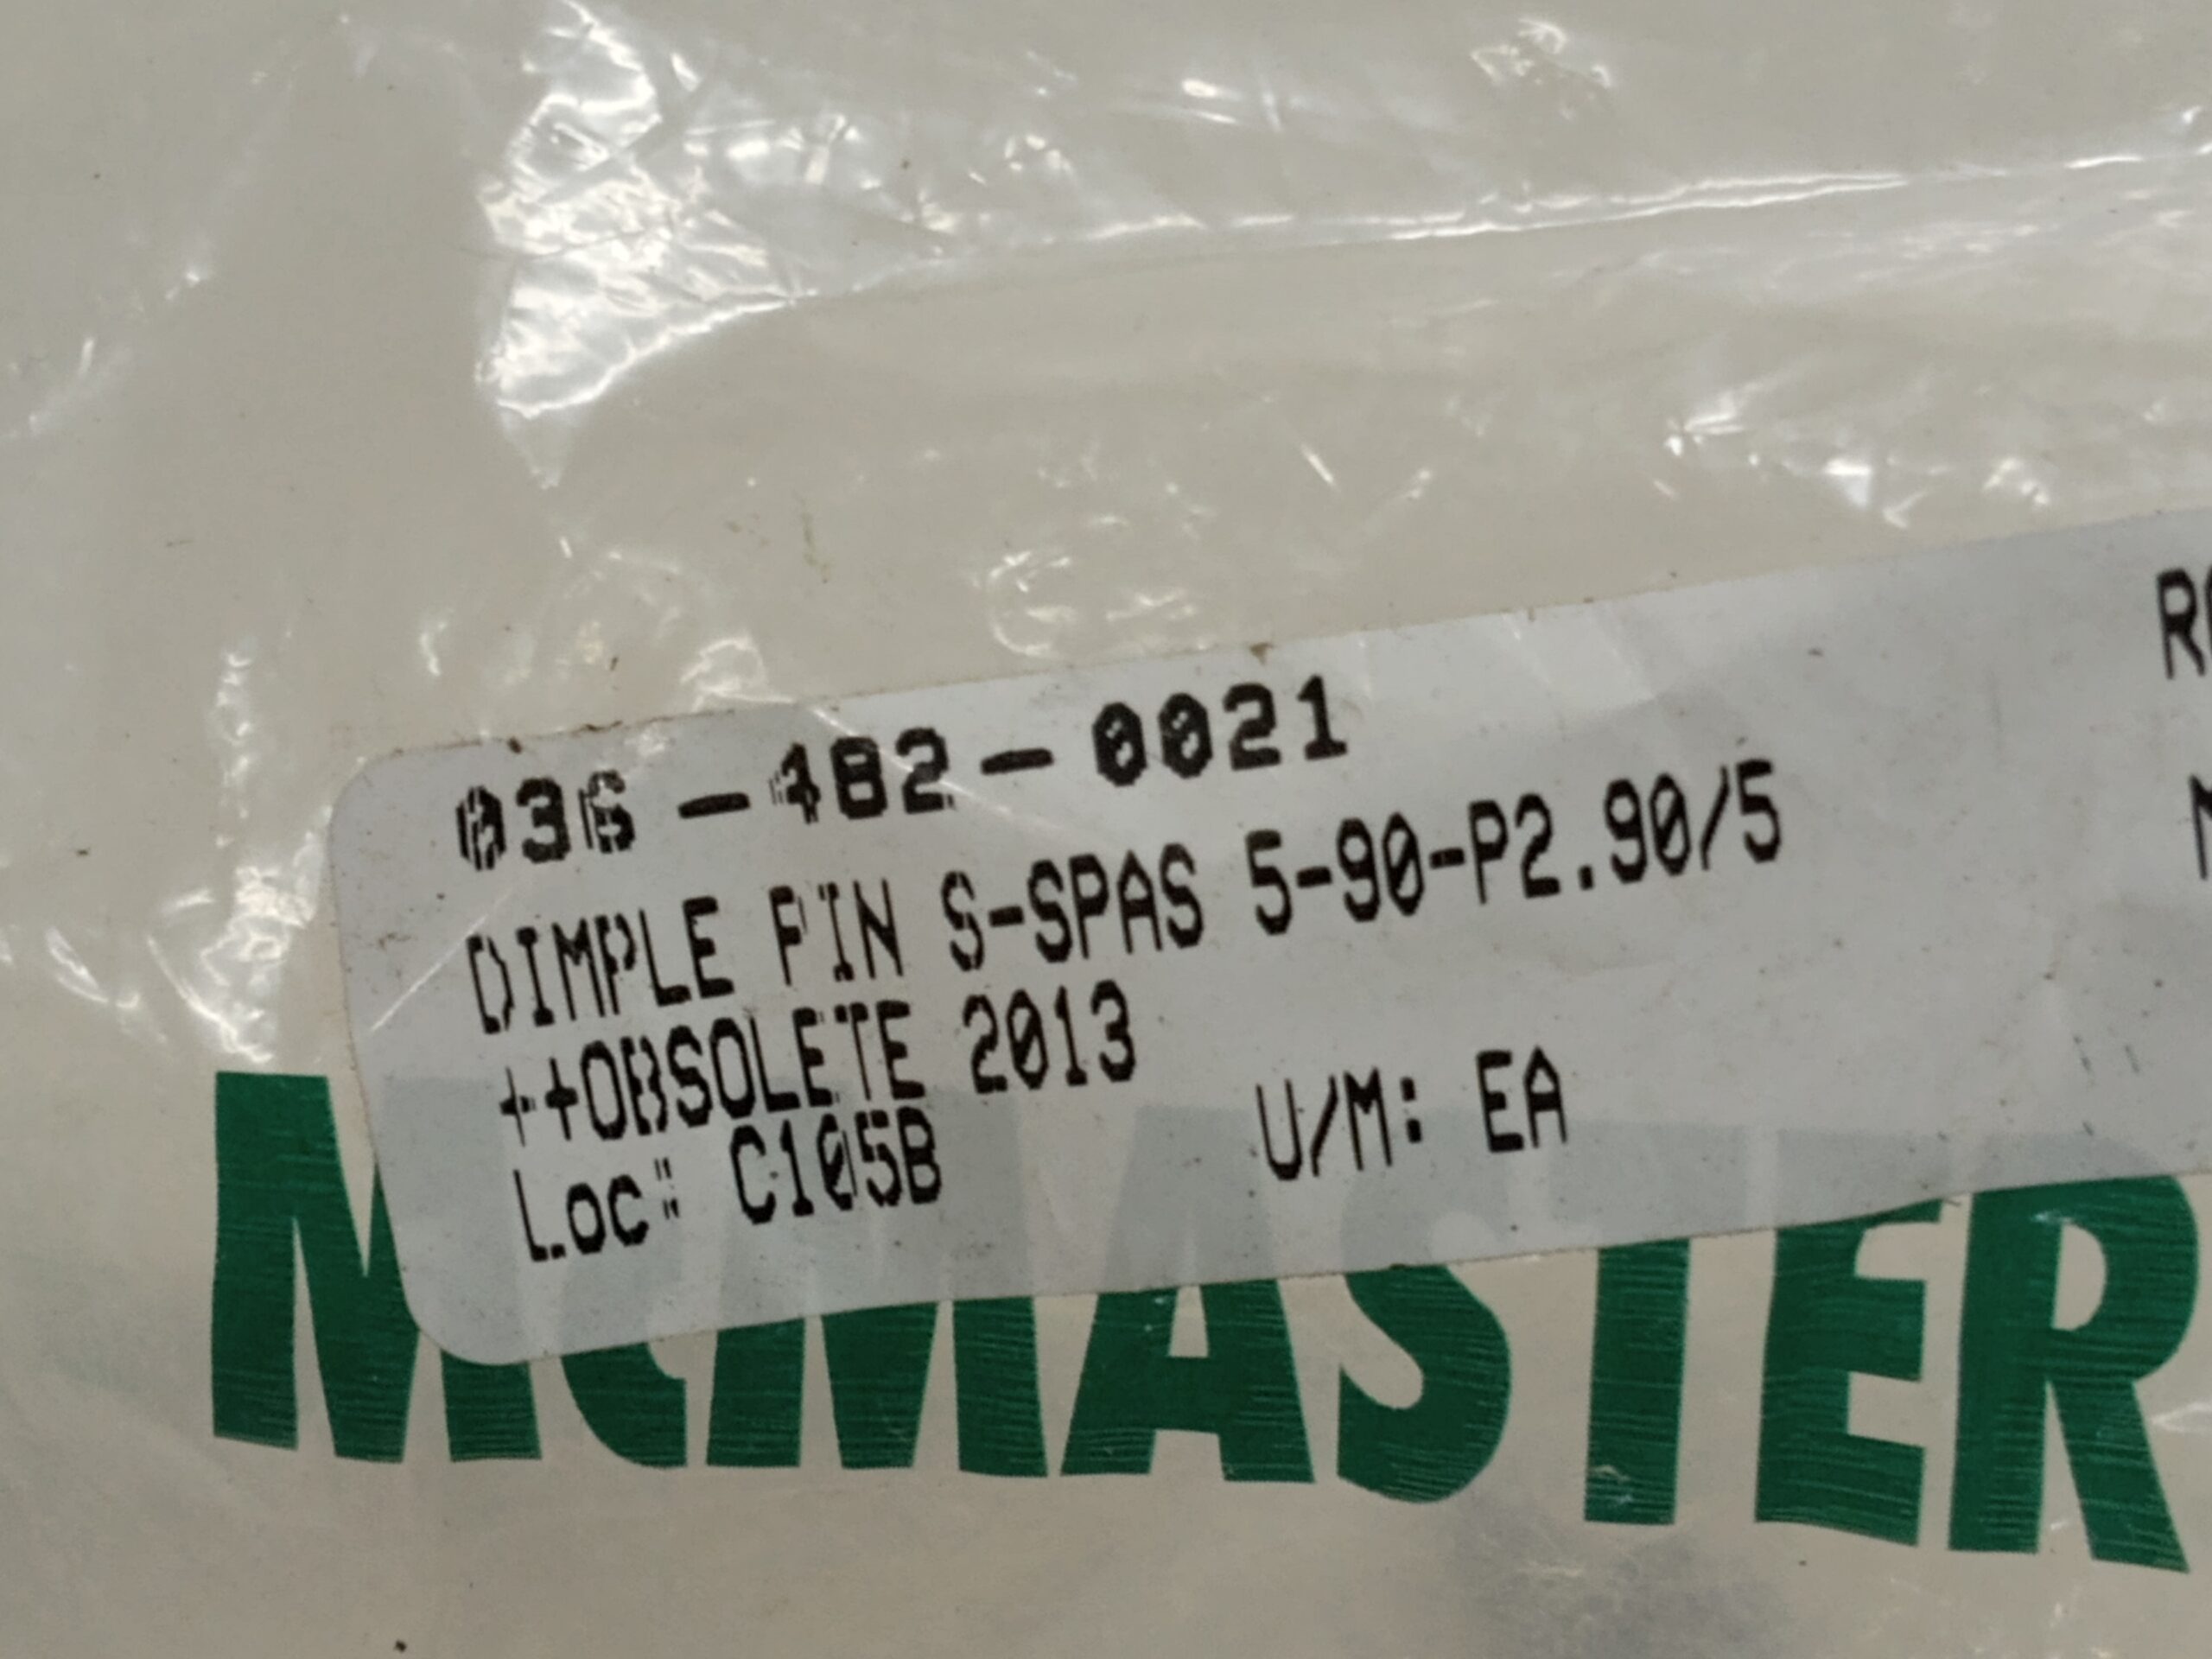 036-482-0021
DIMPLE PIN S-SPAS 5-90-P2.90/5
++OBSOLETE 2013
Loc: C105B U/M: EA
MCMASTER